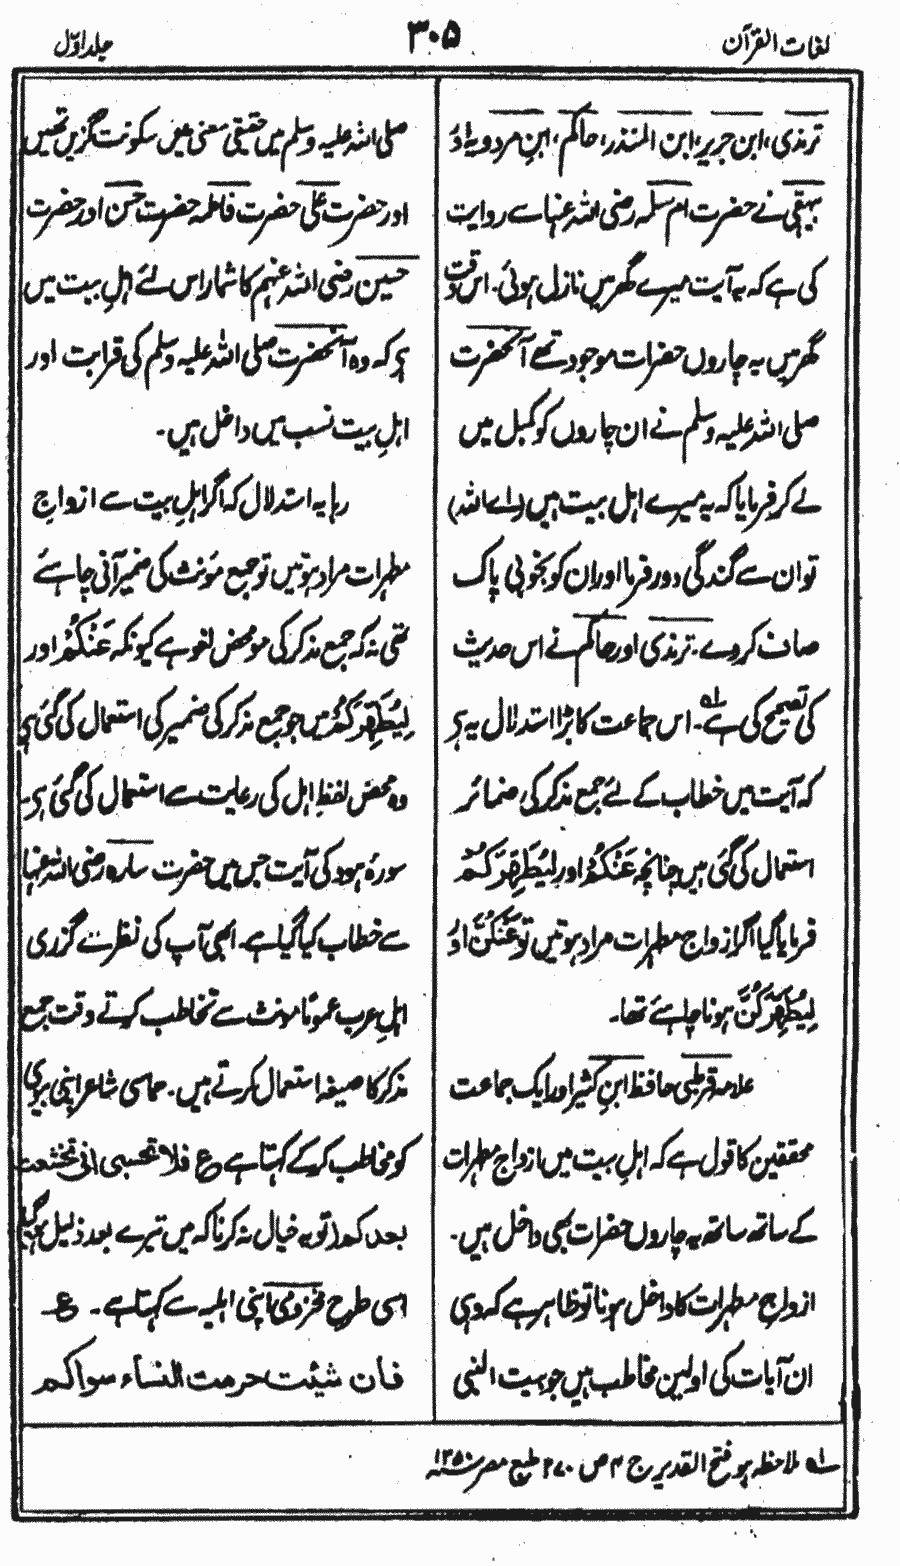 لغات القرآن
۳۰۵
جلد اوّل
ترمذی، ابن جریر، ابن المنذر، حاکم، ابنِ مردویہ اور
بیہقی نے حضرت ام سلمہ رضی اللہ عنہا سے روایت
کی ہے کہ یہ آیت میرے گھر میں نازل ہوئی۔ اس وقت
گھر میں یہ چاروں حضرات موجود تھے آنحضرت
صلی اللہ علیہ وسلم نے ان چاروں کو کمبل میں
لے کر فرمایا کہ یہ میرے اہل بیت ہیں (اے اللہ)
تو ان سے گندگی دور فرما اور ان کو بخوبی پاک
صاف کر دے۔ ترمذی اور حاکم نے اس حدیث
کی تصحیح کی ہے۔ اس جماعت کا بڑا استدلال یہ ہے
کہ آیت میں خطاب کے لئے جمع مذکر کی ضمائر
استعمال کی گئی ہیں چنانچہ عَنْكُمُ اور لِيُطَهِّرَكُمْ
فرمایا گیا اگر ازواج مطہرات مراد ہوتیں تو عَنْكُنَّ اور
لِيُطَهِّرَكُنَّ ہونا چاہئے تھا۔
علامہ قرطبی حافظ ابنِ کثیر اور ایک جماعت
محققین کا قول ہے کہ اہلِ بیت میں ازواج مطہرات
کے ساتھ ساتھ یہ چاروں حضرات بھی داخل ہیں۔
ازواج مطہرات کا داخل ہونا تو ظاہر ہے کہ وہی
ان آیات کی اولین مخاطب ہیں جو بیت النبی
صلی اللہ علیہ وسلم میں حقیقی معنی میں سکونت گزیں تھیں
اور حضرت علی حضرت فاطمہ حضرت حسن اور حضرت
حسین رضی اللہ عنہم کا شمار اس لئے اہلِ بیت میں
ہے کہ وہ آنحضرت صلی اللہ علیہ وسلم کی قرابت اور
اہلِ بیت نسب میں داخل ہیں۔
رہا یہ استدلال کہ اگر اہلِ بیت سے ازواجِ
مطہرات مراد ہوتیں تو جمع مؤنث کی ضمیر آنی چاہئے
تھی نہ کہ جمع مذکر کی سو محض لغو ہے کیونکہ عَنْكُمُ اور
لِيُطَهِّرَكُمْ میں جو جمع مذکر کی ضمیر کی استعمال کی گئی ہے
وہ محض لفظِ اہل کی رعایت سے استعمال کی گئی ہے۔
سورۂ ہود کی آیت جس میں حضرت سارہ رضی اللہ عنہا
سے خطاب کیا گیا ہے۔ ابھی آپ کی نظر سے گزری
اہلِ عرب عموماً مؤنث سے تخاطب کرتے وقت جمع
مذکر کا صیغہ استعمال کرتے ہیں۔ حماسی شاعر اپنی بیوی
کو مخاطب کرکے کہتا ہے ع فلا تحسبی انی تخشعت
بعدکم (تو یہ خیال نہ کرنا کہ میں تیرے بعد ذلیل ہوگیا)
اسی طرح مخزومی اپنی اہلیہ سے کہتا ہے۔ ع
فان شئت حرمت النساء سواکم
لہ ملاحظہ ہو فتح القدیر ج ۴ ص ۲۷۰ طبع مصر ۱۳۵۰